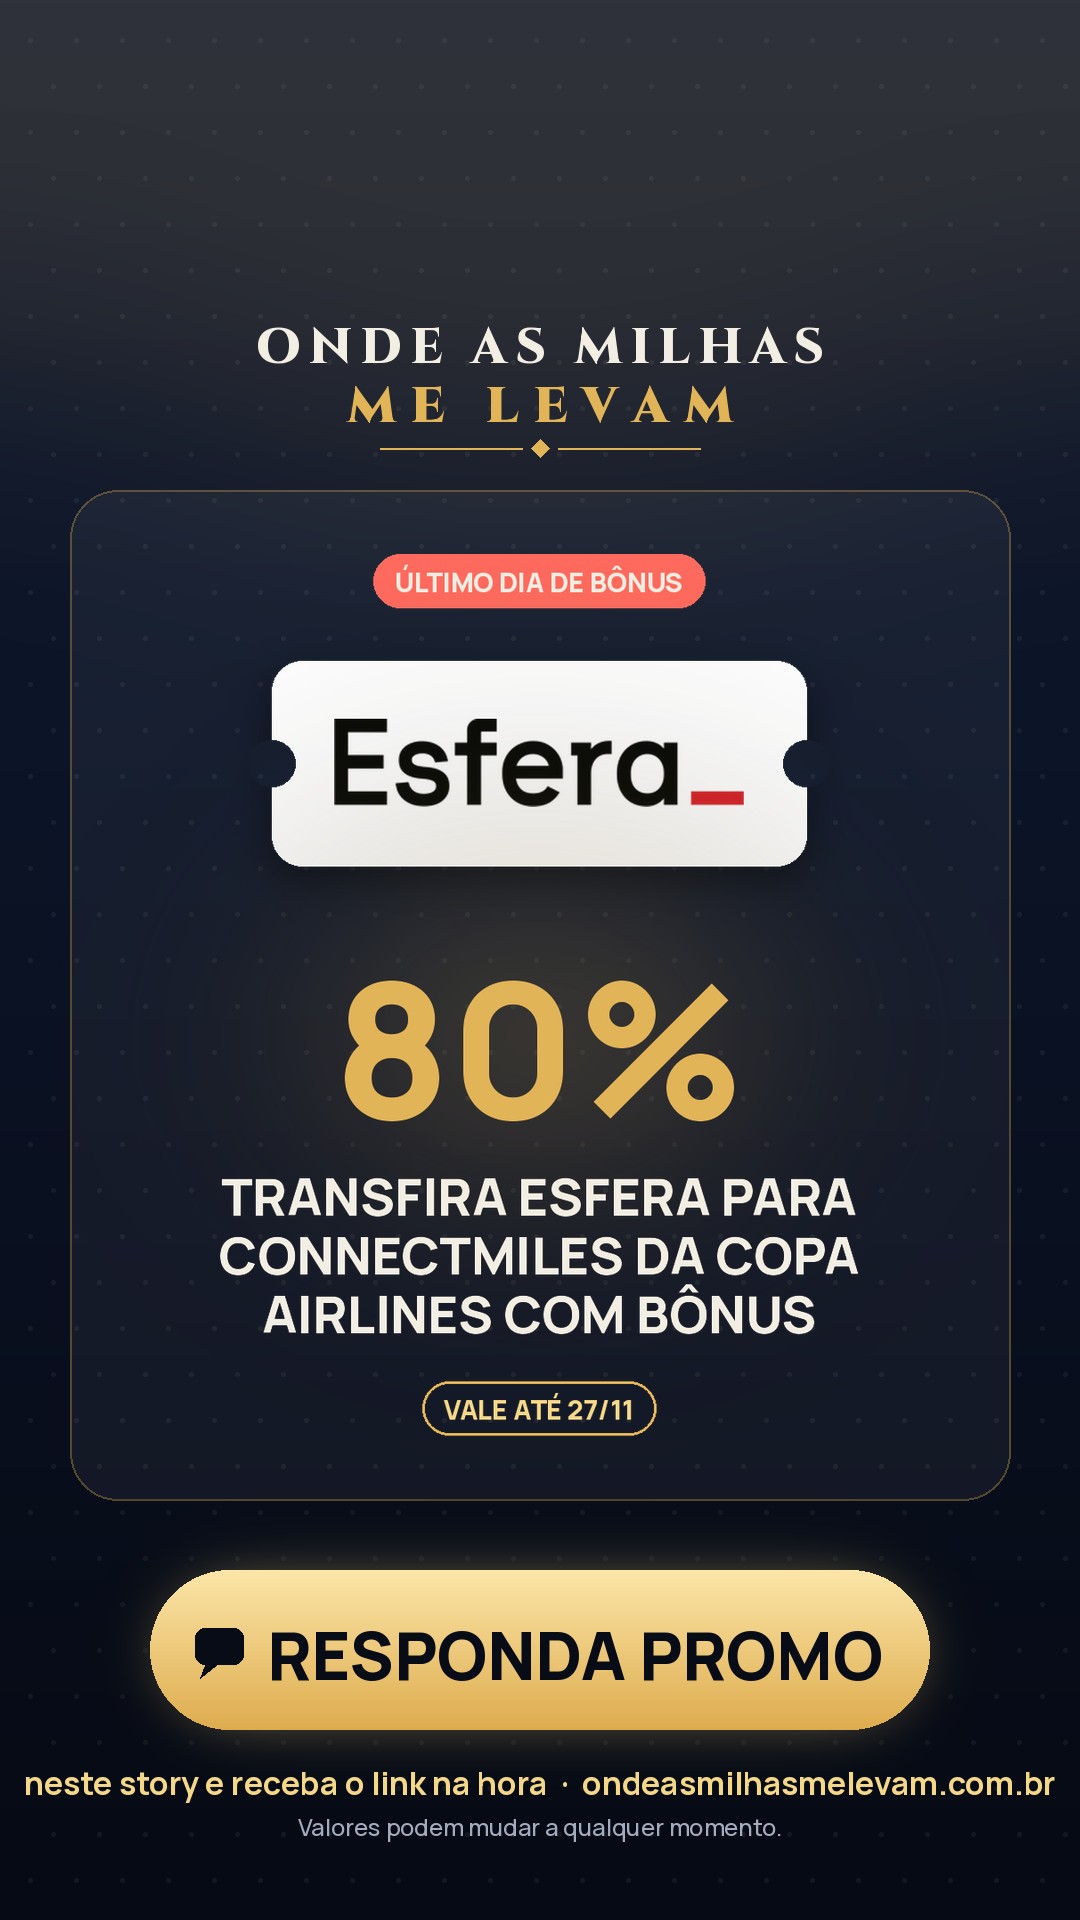 ONDE AS MILHAS
ME LEVAM
ÚLTIMO DIA DE BÔNUS
Esfera_
80%
TRANSFIRA ESFERA PARA
CONNECTMILES DA COPA
AIRLINES COM BÔNUS
VALE ATÉ 27/11
RESPONDA PROMO
neste story e receba o link na hora · ondeasmilhasmelevam.com.br
Valores podem mudar a qualquer momento.